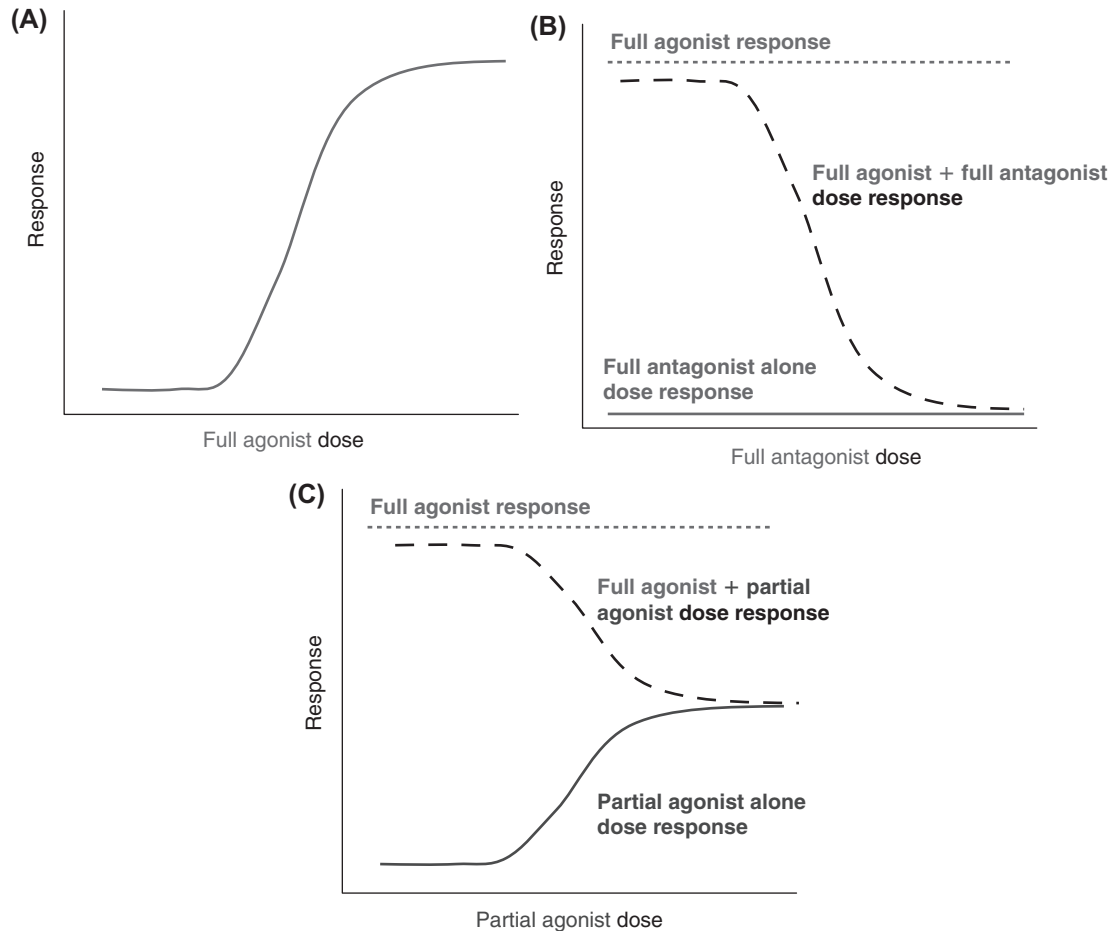 (A)
Response
Full agonist dose
(B)
Full agonist response
Full agonist + full antagonist
dose response
Response
Full antagonist alone
dose response
Full antagonist dose
(C)
Full agonist response
Full agonist + partial
agonist dose response
Response
Partial agonist alone
dose response
Partial agonist dose